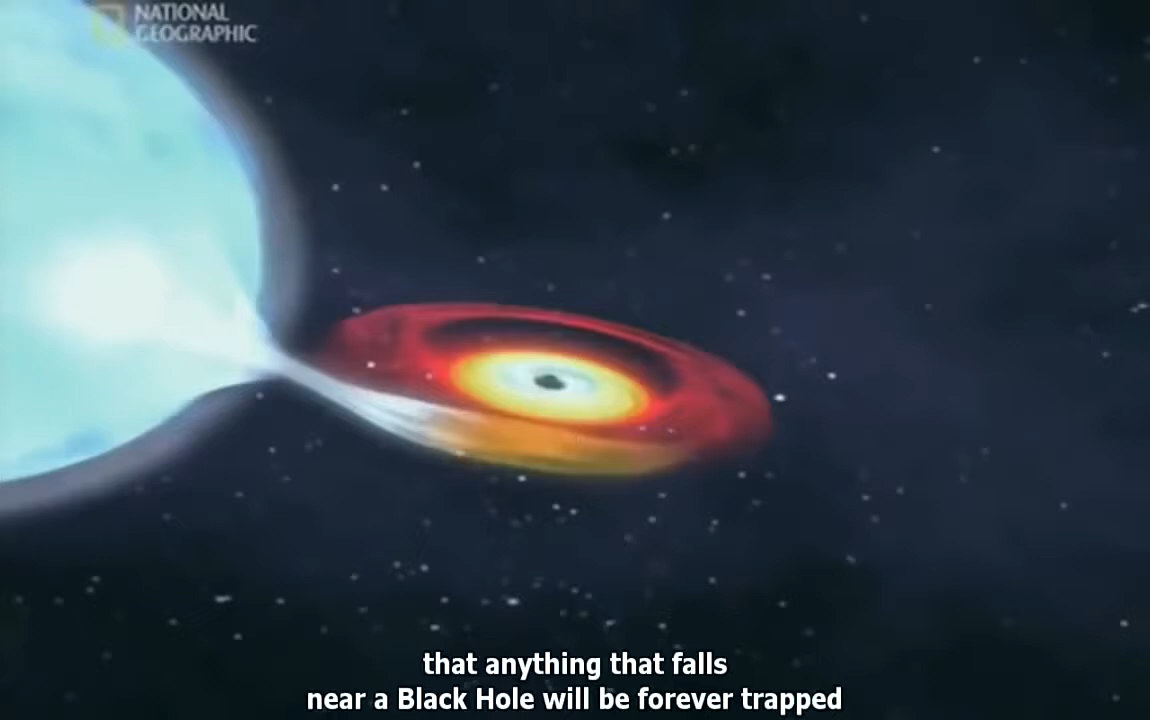 NATIONAL
GEOGRAPHIC
that anything that falls
near a Black Hole will be forever trapped